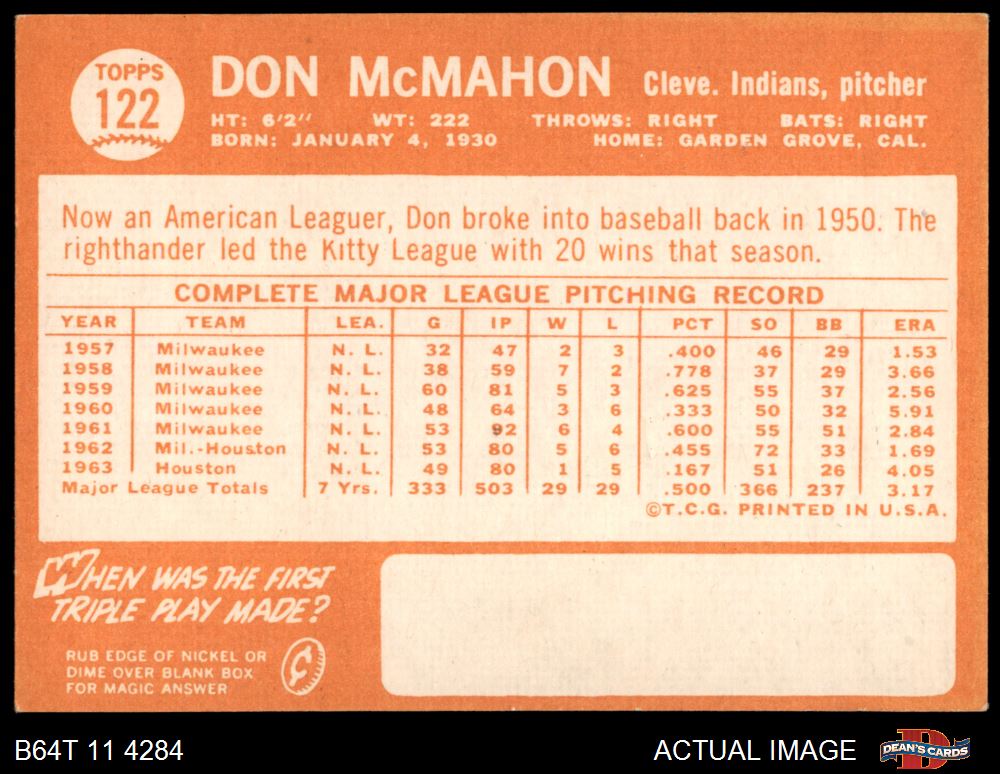 TOPPS
122
DON McMAHON Cleve. Indians, pitcher
HT: 6'2" WT: 222 THROWS: RIGHT BATS: RIGHT
BORN: JANUARY 4, 1930 HOME: GARDEN GROVE, CAL.
Now an American Leaguer, Don broke into baseball back in 1950. The
righthander led the Kitty League with 20 wins that season.
COMPLETE MAJOR LEAGUE PITCHING RECORD
YEAR TEAM LEA. G IP W L PCT SO BB ERA
1957 Milwaukee N. L. 32 47 2 3 .400 46 29 1.53
1958 Milwaukee N. L. 38 59 7 2 .778 37 29 3.66
1959 Milwaukee N. L. 60 81 5 3 .625 55 37 2.56
1960 Milwaukee N. L. 48 64 3 6 .333 50 32 5.91
1961 Milwaukee N. L. 53 92 6 4 .600 55 51 2.84
1962 Mil.-Houston N. L. 53 80 5 6 .455 72 33 1.69
1963 Houston N. L. 49 80 1 5 .167 51 26 4.05
Major League Totals 7 Yrs. 333 503 29 29 .500 366 237 3.17
©T.C.G. PRINTED IN U.S.A.
WHEN WAS THE FIRST
TRIPLE PLAY MADE?
RUB EDGE OF NICKEL OR
DIME OVER BLANK BOX
FOR MAGIC ANSWER
¢
B64T 11 4284 ACTUAL IMAGE DEAN'S CARDS